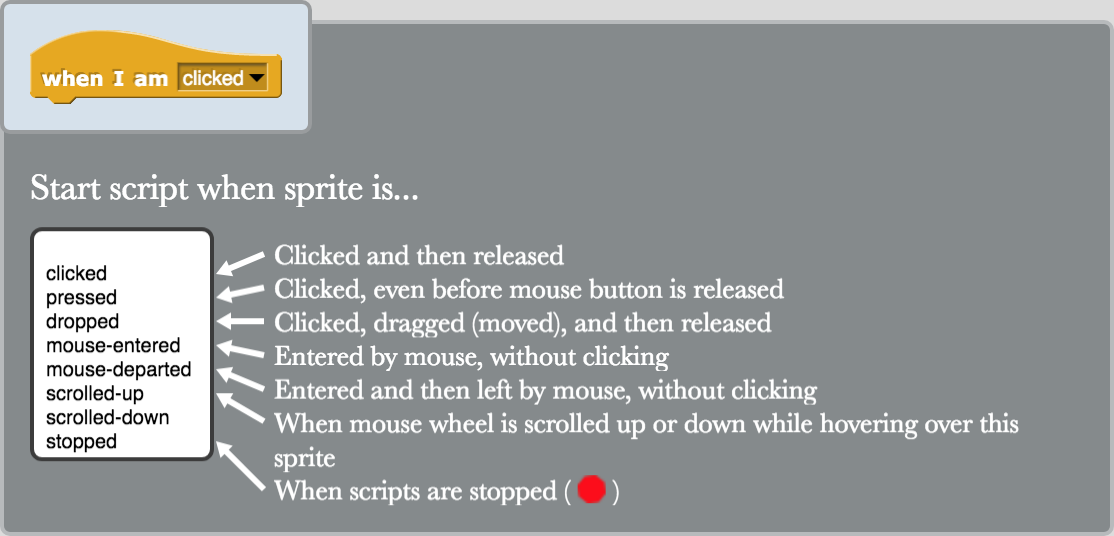 when I am clicked
Start script when sprite is...
clicked
pressed
dropped
mouse-entered
mouse-departed
scrolled-up
scrolled-down
stopped
Clicked and then released
Clicked, even before mouse button is released
Clicked, dragged (moved), and then released
Entered by mouse, without clicking
Entered and then left by mouse, without clicking
When mouse wheel is scrolled up or down while hovering over this
sprite
When scripts are stopped ( )